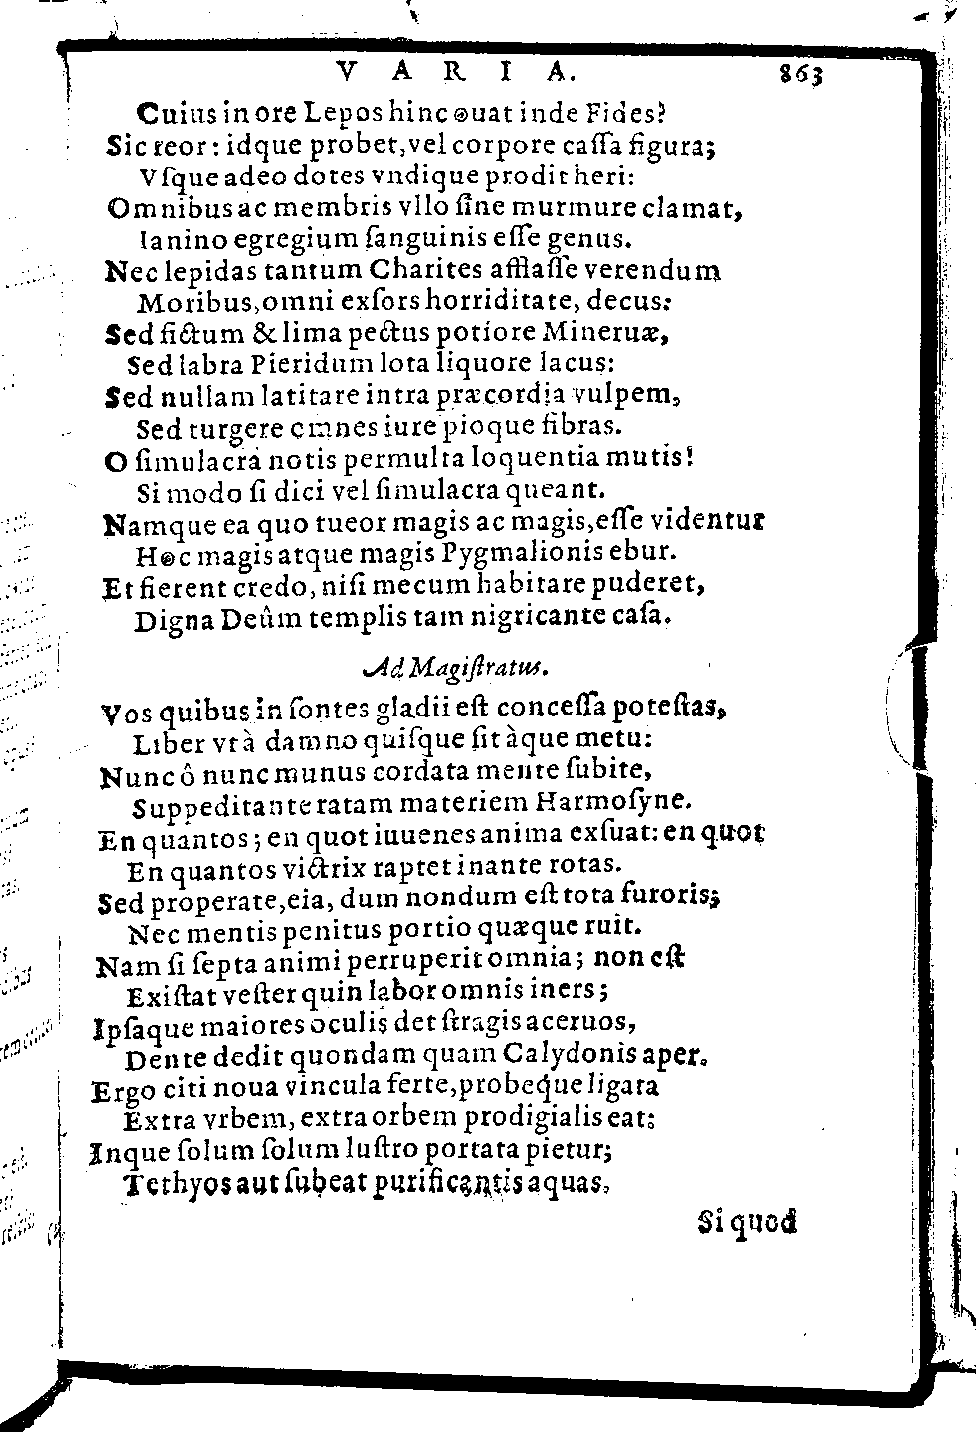 V A R I A. 863
Cuius in ore Lepos hinc ouat inde Fides?
Sic reor: idque probet, vel corpore caſſa figura;
Vſque adeo dotes vndique prodit heri:
Omnibus ac membris vllo ſine murmure clamat,
Ianino egregium ſanguinis eſſe genus.
Nec lepidas tantum Charites afflaſſe verendum
Moribus, omni exſors horriditate, decus:
Sed fictum & lima pectus potiore Mineruæ,
Sed labra Pieridum lota liquore lacus:
Sed nullam latitare intra præcordia vulpem,
Sed turgere omnes iure pioque fibras.
O ſimulacra notis permulta loquentia mutis!
Si modo ſi dici vel ſimulacra queant.
Namque ea quo tueor magis ac magis, eſſe videntur
Hoc magis atque magis Pygmalionis ebur.
Et fierent credo, niſi mecum habitare puderet,
Digna Deûm templis tam nigricante caſa.
Ad Magiſtratus.
Vos quibus in ſontes gladii eſt conceſſa poteſtas,
Liber vt à damno quiſque ſit àque metu:
Nunc ô nunc munus cordata mente ſubite,
Suppeditante ratam materiem Harmoſyne.
En quantos; en quot iuuenes anima exſuat: en quot
En quantos victrix raptet inante rotas.
Sed properate, eia, dum nondum eſt tota furoris;
Nec mentis penitus portio quæque ruit.
Nam ſi ſepta animi perruperit omnia; non eſt
Exiſtat veſter quin labor omnis iners;
Ipſaque maiores oculis det ſtragis aceruos,
Dente dedit quondam quam Calydonis aper.
Ergo citi noua vincula ferte, probeque ligata
Extra vrbem, extra orbem prodigialis eat:
Inque ſolum ſolum luſtro portata pietur;
Tethyos aut ſubeat purificantis aquas,
Si quod